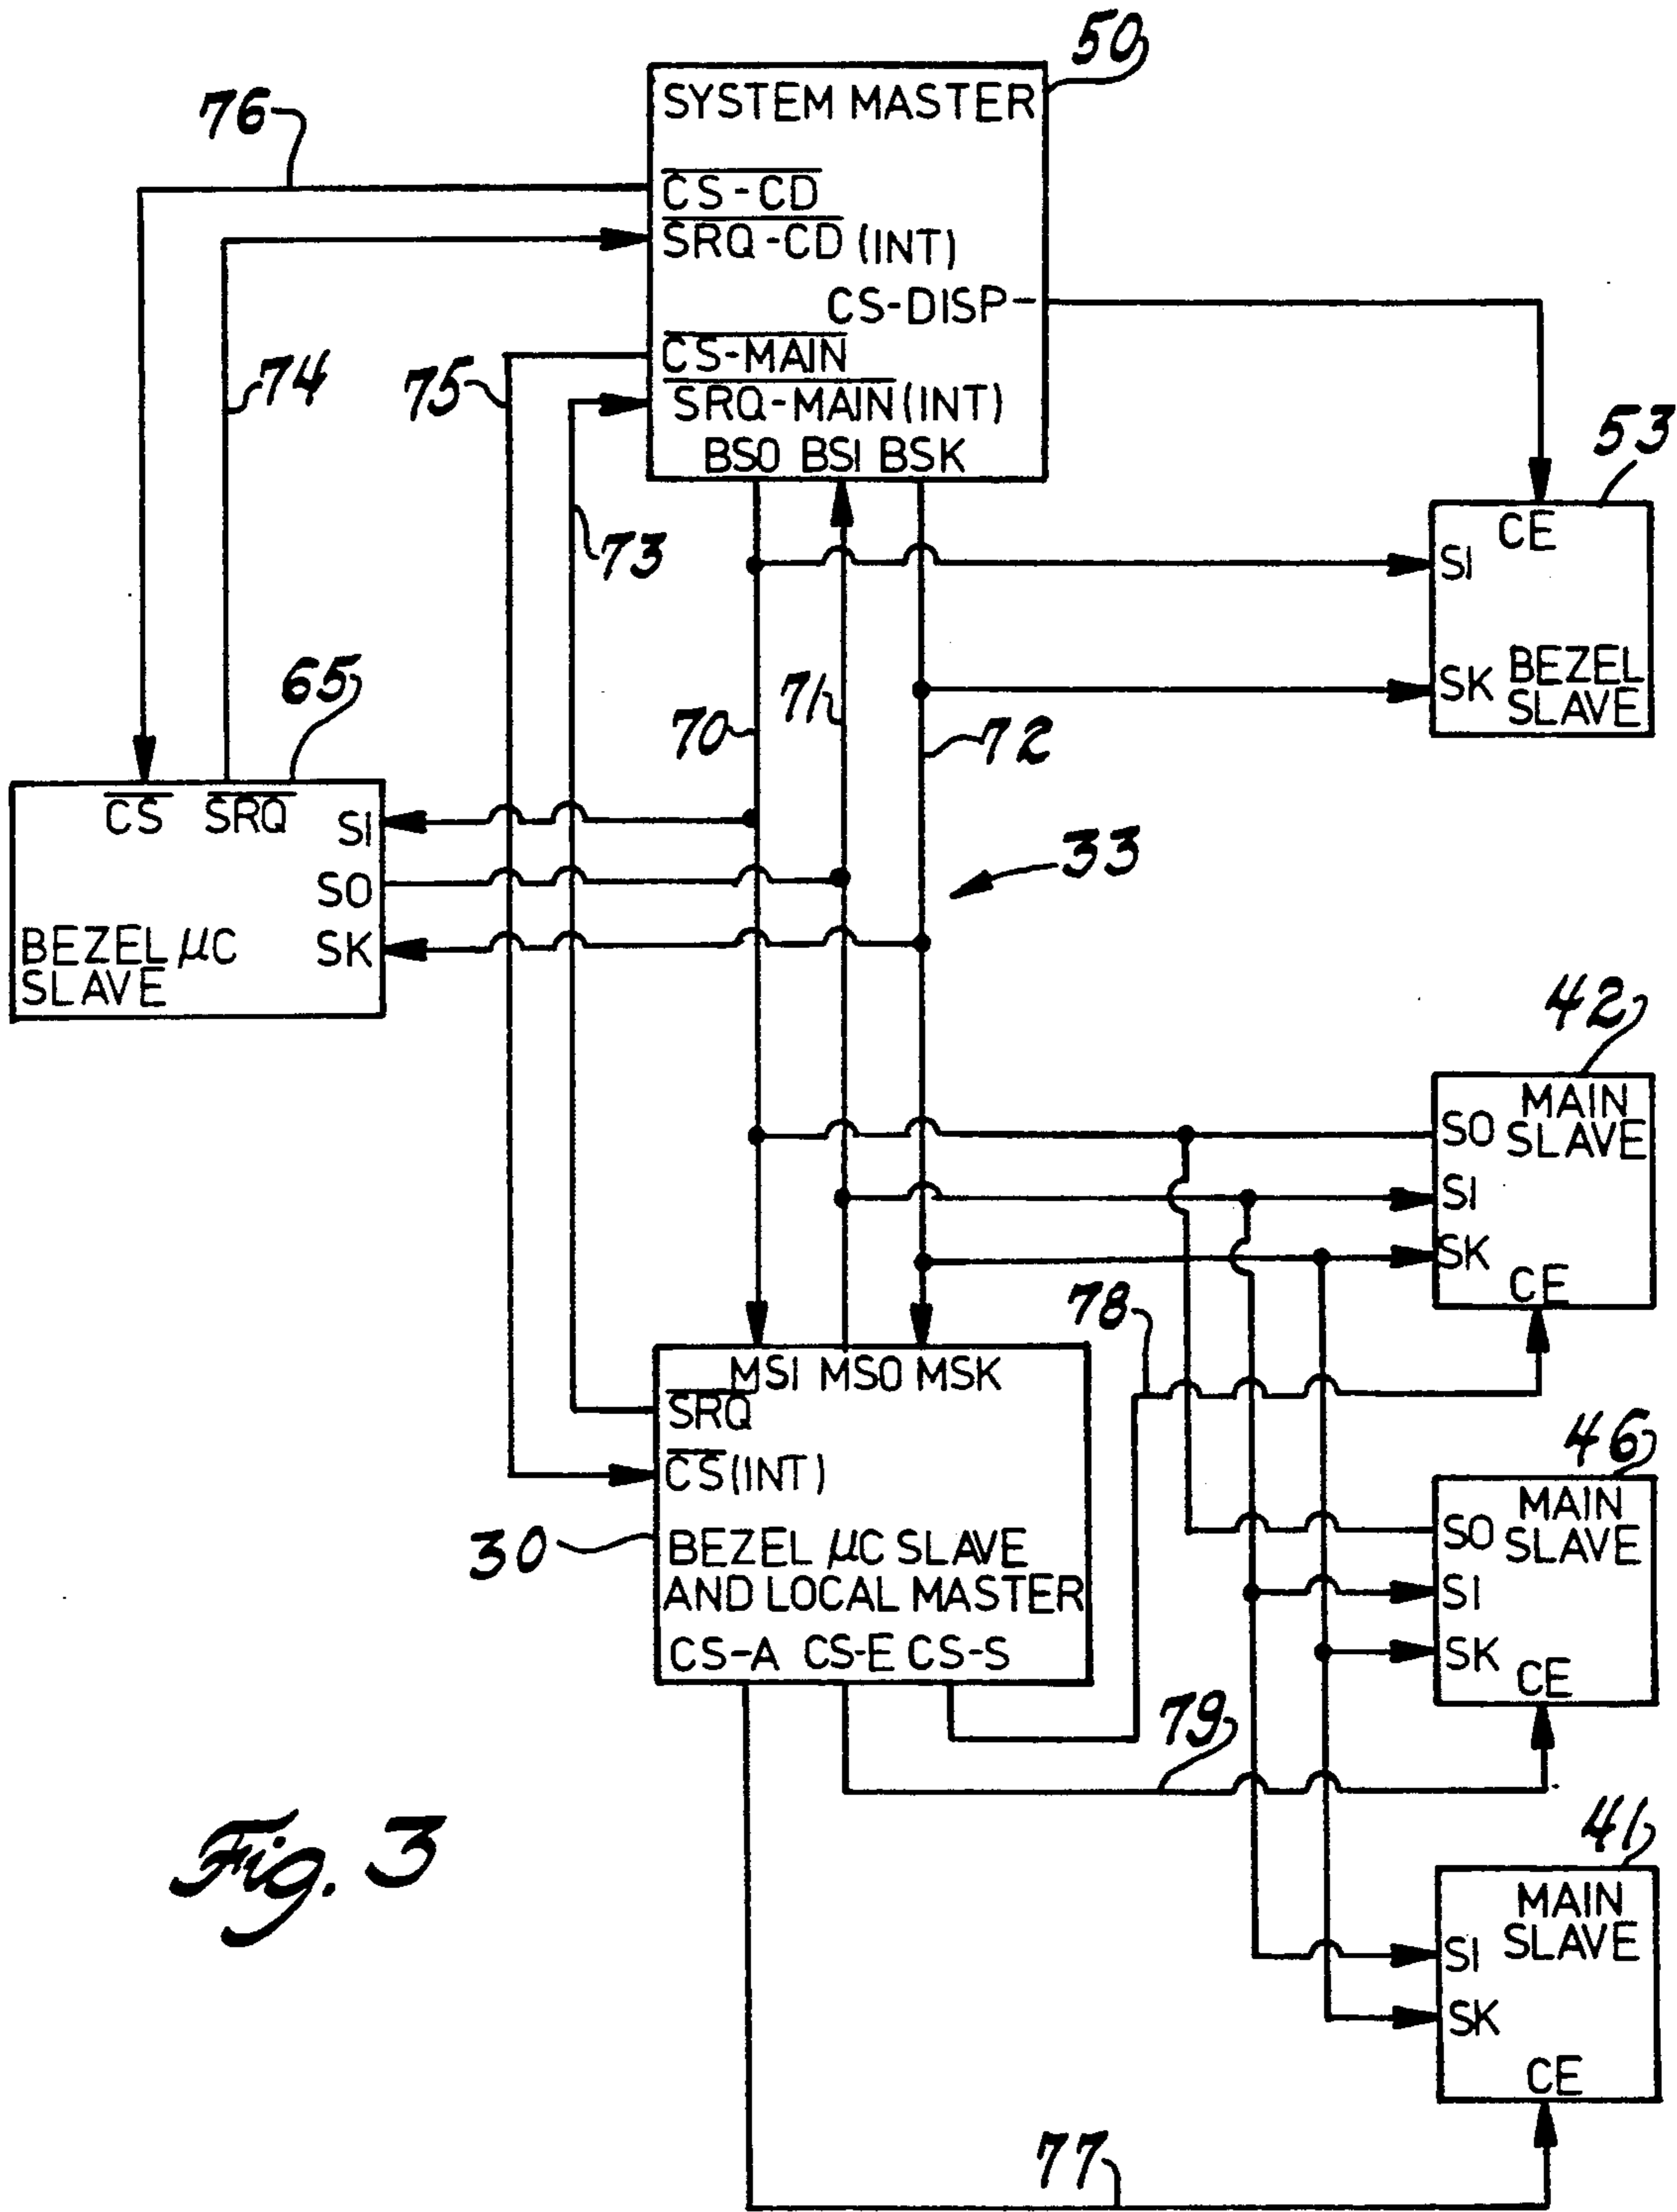 50
SYSTEM MASTER
76
CS-CD
SRQ-CD (INT)
CS-DISP
CS-MAIN
SRQ-MAIN (INT)
BSO BSI BSK
74
75
73
53
CE
SI
SK BEZEL
SLAVE
65
70
71
72
CS SRQ
SI
SO
SK
BEZEL μC
SLAVE
33
42
SO MAIN
SLAVE
SI
SK
CE
78
MSI MSO MSK
SRQ
CS (INT)
30
BEZEL μC SLAVE
AND LOCAL MASTER
CS-A CS-E CS-S
46
MAIN
SO SLAVE
SI
SK
CE
79
41
MAIN
SLAVE
SI
SK
CE
77
Fig. 3